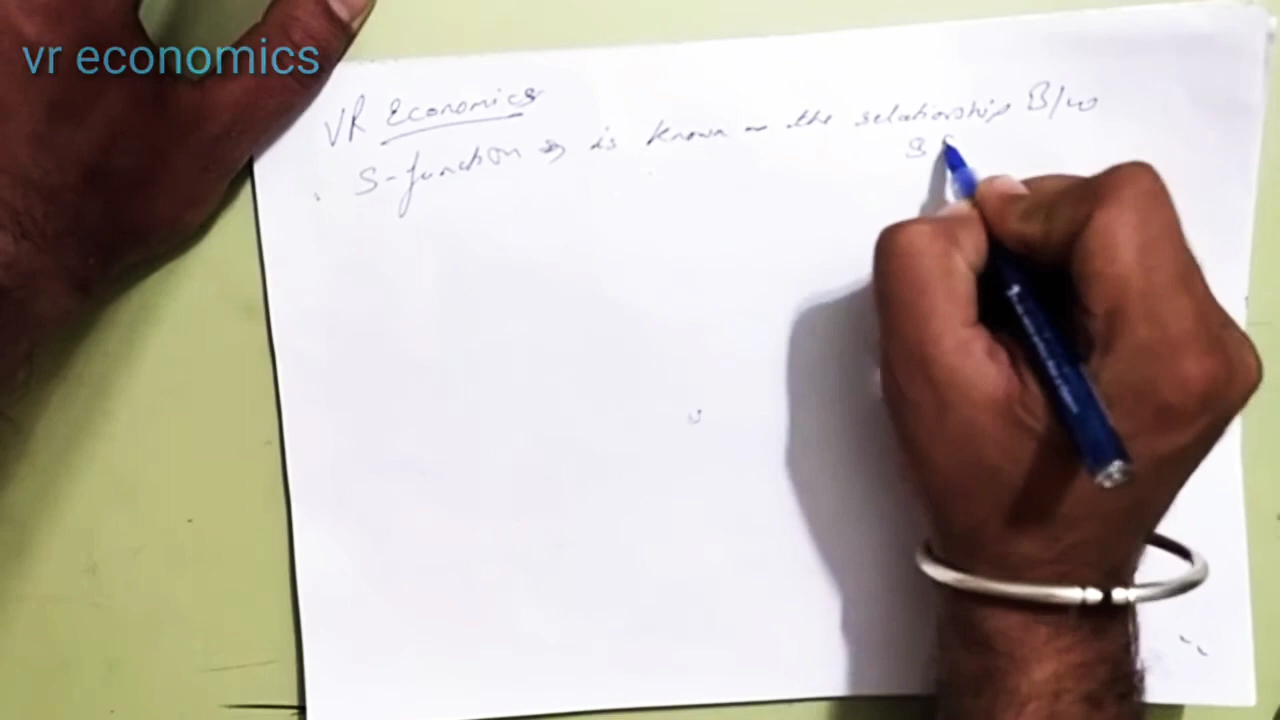 vr economics
VR Economics
S-function is known the relationship B/w
S